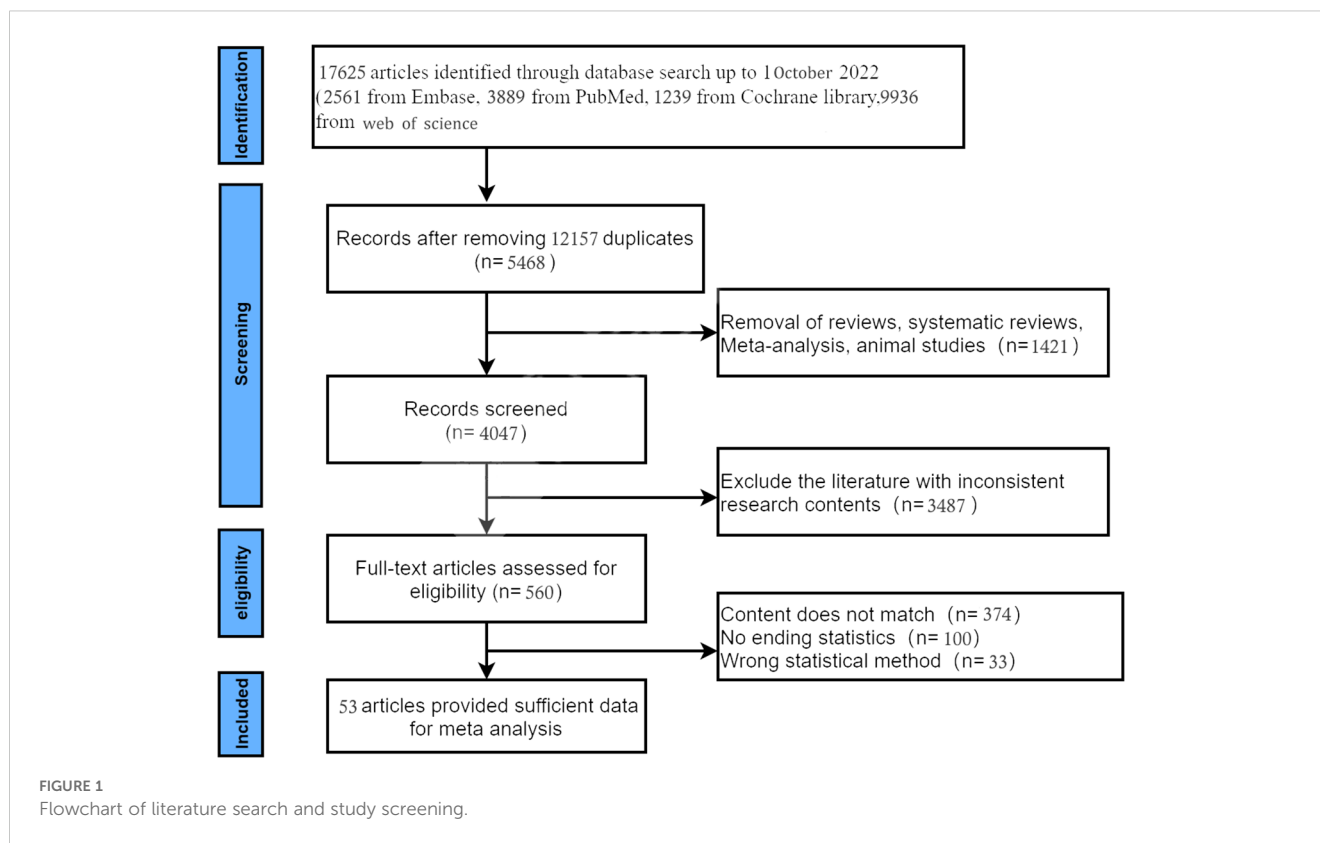 Identification
17625 articles identified through database search up to 1 October 2022
(2561 from Embase, 3889 from PubMed, 1239 from Cochrane library,9936
from web of science
Screening
Records after removing 12157 duplicates
(n= 5468 )
Removal of reviews, systematic reviews,
Meta-analysis, animal studies (n=1421)
Records screened
(n= 4047)
Exclude the literature with inconsistent
research contents (n=3487)
eligibility
Full-text articles assessed for
eligibility (n= 560)
Content does not match (n= 374)
No ending statistics (n= 100)
Wrong statistical method (n= 33)
Included
53 articles provided sufficient data
for meta analysis
FIGURE 1
Flowchart of literature search and study screening.